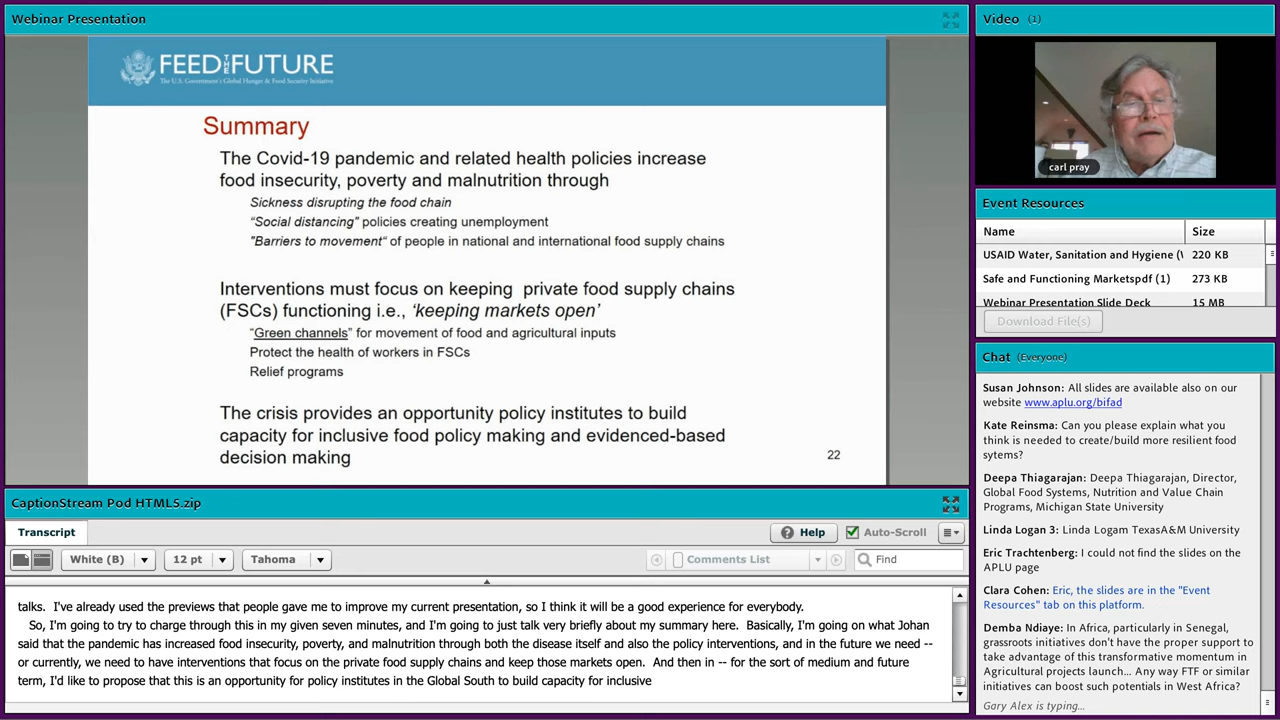 Webinar Presentation
FEED THE FUTURE
The U.S. Government's Global Hunger & Food Security Initiative
Summary
The Covid-19 pandemic and related health policies increase
food insecurity, poverty and malnutrition through
Sickness disrupting the food chain
“Social distancing” policies creating unemployment
"Barriers to movement“ of people in national and international food supply chains
Interventions must focus on keeping  private food supply chains
(FSCs) functioning i.e., ‘keeping markets open’
“Green channels” for movement of food and agricultural inputs
Protect the health of workers in FSCs
Relief programs
The crisis provides an opportunity policy institutes to build
capacity for inclusive food policy making and evidenced-based
decision making
22
CaptionStream Pod HTML5.zip
Transcript
Help
Auto-Scroll
White (B)
12 pt
Tahoma
Comments List
Find
talks.  I've already used the previews that people gave me to improve my current presentation, so I think it will be a good experience for everybody.
So, I'm going to try to charge through this in my given seven minutes, and I'm going to just talk very briefly about my summary here.  Basically, I'm going on what Johan
said that the pandemic has increased food insecurity, poverty, and malnutrition through both the disease itself and also the policy interventions, and in the future we need --
or currently, we need to have interventions that focus on the private food supply chains and keep those markets open.  And then in -- for the sort of medium and future
term, I'd like to propose that this is an opportunity for policy institutes in the Global South to build capacity for inclusive
Video (1)
carl pray
Event Resources
Name Size
USAID Water, Sanitation and Hygiene ( 220 KB
Safe and Functioning Marketspdf (1) 273 KB
Webinar Presentation Slide Deck 15 MB
Download File(s)
Chat (Everyone)
Susan Johnson: All slides are available also on our
website www.aplu.org/bifad
Kate Reinsma: Can you please explain what you
think is needed to create/build more resilient food
sytems?
Deepa Thiagarajan: Deepa Thiagarajan, Director,
Global Food Systems, Nutrition and Value Chain
Programs, Michigan State University
Linda Logan 3: Linda Logam TexasA&M University
Eric Trachtenberg: I could not find the slides on the
APLU page
Clara Cohen: Eric, the slides are in the "Event
Resources" tab on this platform.
Demba Ndiaye: In Africa, particularly in Senegal,
grassroots initiatives don't have the proper support to
take advantage of this transformative momentum in
Agricultural projects launch... Any way FTF or similar
initiatives can boost such potentials in West Africa?
Gary Alex is typing...